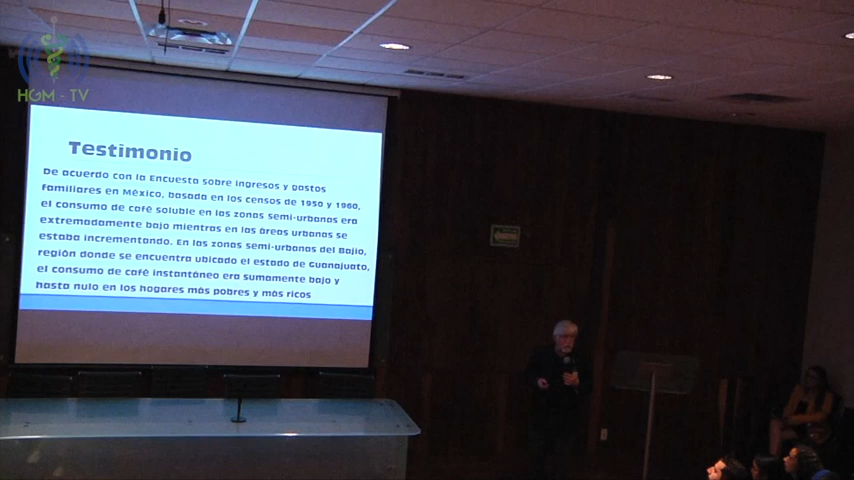 HGM - TV
Testimonio
De acuerdo con la Encuesta sobre ingresos y gastos
familiares en México, basada en los censos de 1950 y 1960,
el consumo de café soluble en las zonas semi-urbanas era
extremadamente bajo mientras en las áreas urbanas se
estaba incrementando. En las zonas semi-urbanas del Bajío,
región donde se encuentra ubicado el estado de Guanajuato,
el consumo de café instantáneo era sumamente bajo y
hasta nulo en los hogares más pobres y más ricos